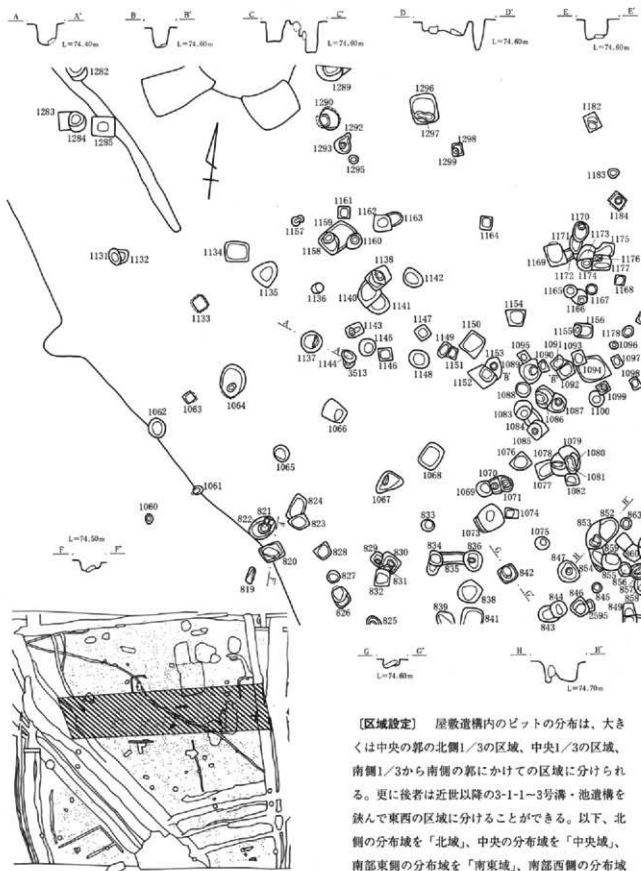 A A' B B' C C' D D' E E'
L=74.40m L=74.60m L=74.60m L=74.60m L=74.60m
1282 1289
1283 1284 1285 1290 1292 1293 1295 1296 1297 1298 1299 1182
1183
1184
1157 1161 1159 1158 1160 1162 1163 1164 1170 1171 1173 1175 1169 1172 1174 1176 1177
1131 1132 1134 1135 1136 1138 1140 1141 1142 1165 1166 1167 1168
1133 1154
A 1137 A' 1143 1144 3513 1145 1146 1147 1148 1149 1151 1150 1152 1153 1155 1156 1178
1095 1089 1090 1091 1093 1094 1092 1096 1097 1098
1063 1064 1088 1086 1087 1099 1100
1062 1066 1083 1084 1085
1065 1068 1076 1078 1079 1080 1077 1081 1082
1061 1067 1070 1069 1071
1060 821 822 824 823 833 1073 1074 1075 852 853 863
L=74.50m
F F' 820 828 829 830 834 835 836 G 842 G' 847 H H' 854 859 860 855 856 857
819 827 826 831 832 838 845 858
825 839 841 843 844 846 2595 849
G G' H H'
L=74.60m L=74.70m
〔区域設定〕 屋敷遺構内のピットの分布は、大き
くは中央の郭の北側1/3の区域、中央1/3の区域、
南側1/3から南側の郭にかけての区域に分けられ
る。更に後者は近世以降の3-1-1~3号溝・池遺構を
鋏んで東西の区域に分けることができる。以下、北
側の分布域を「北域」、中央の分布域を「中央域」、
南部東側の分布域を「南東域」、南部西側の分布域